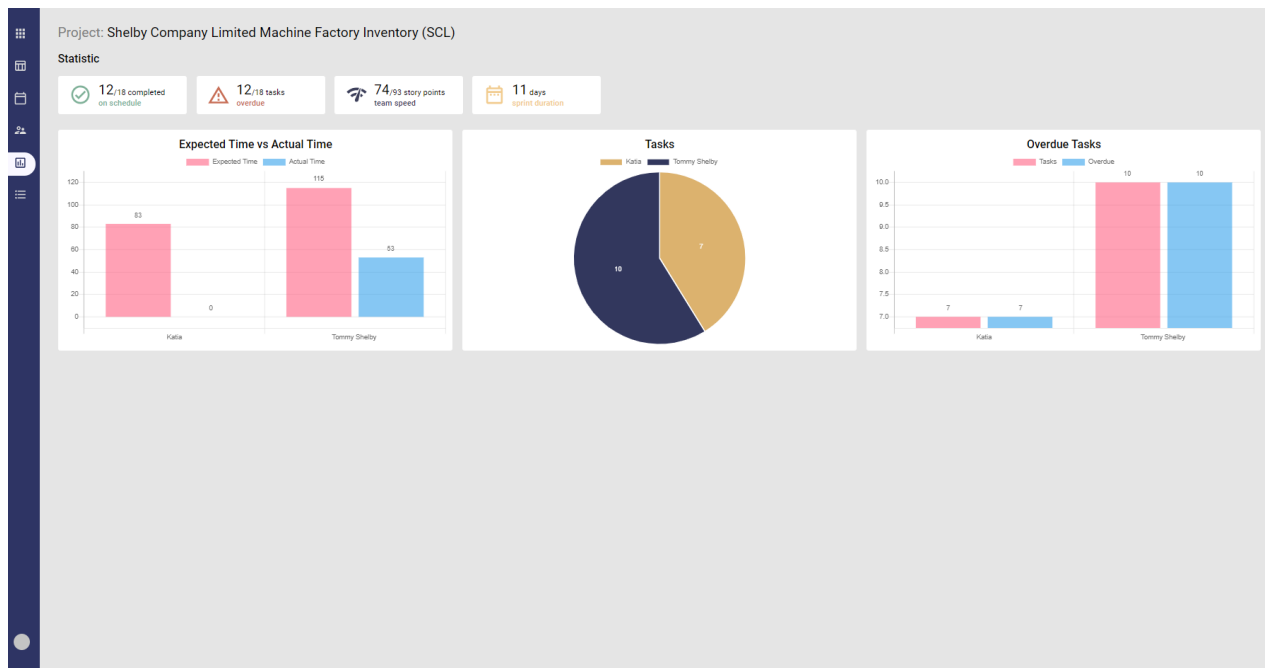 Project: Shelby Company Limited Machine Factory Inventory (SCL)
Statistic
12/18 completed
on schedule
12/18 tasks
overdue
74/93 story points
team speed
11 days
sprint duration
Expected Time vs Actual Time
Expected Time Actual Time
120
100
80
60
40
20
0
83
0
115
53
Katia Tommy Shelby
Tasks
Katia Tommy Shelby
7
10
Overdue Tasks
Tasks Overdue
10.0
9.5
9.0
8.5
8.0
7.5
7.0
7 7
10 10
Katia Tommy Shelby